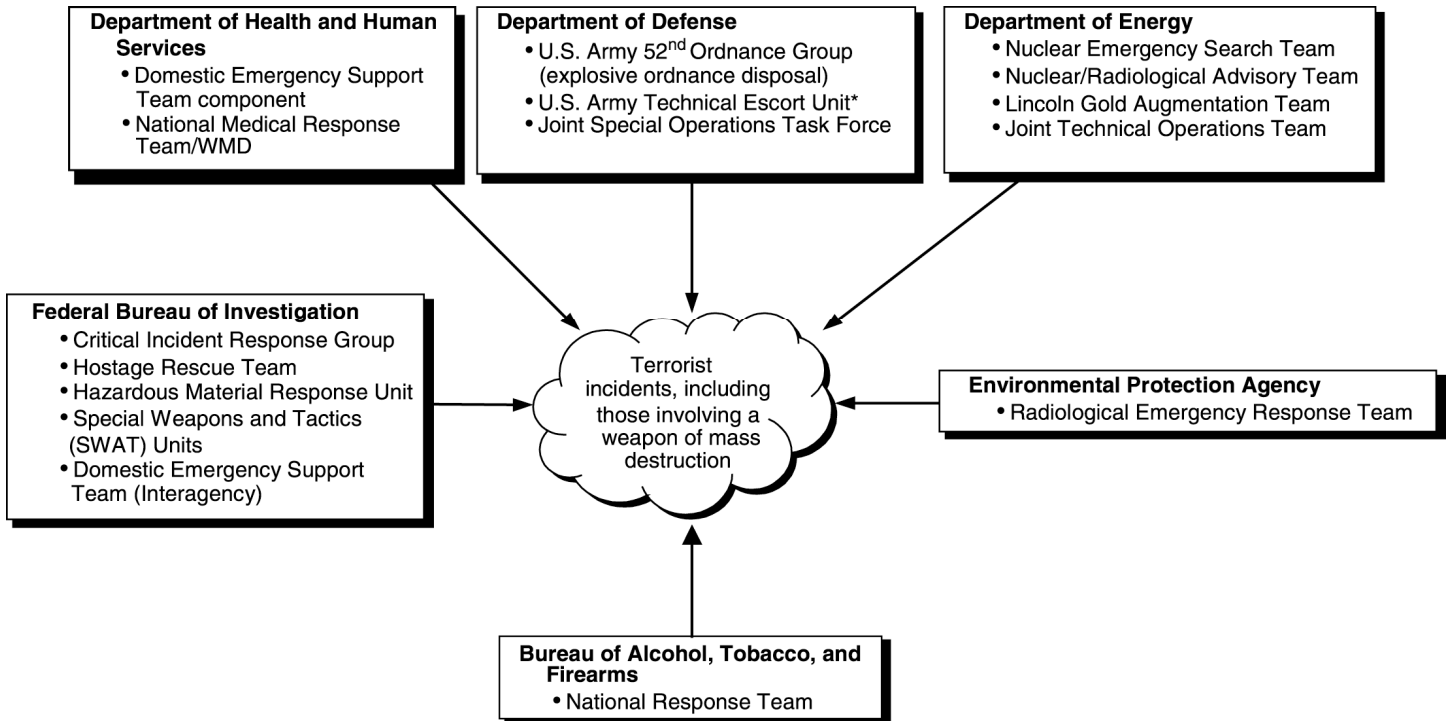 Department of Health and Human
Services
• Domestic Emergency Support
Team component
• National Medical Response
Team/WMD
Department of Defense
• U.S. Army 52nd Ordnance Group
(explosive ordnance disposal)
• U.S. Army Technical Escort Unit*
• Joint Special Operations Task Force
Department of Energy
• Nuclear Emergency Search Team
• Nuclear/Radiological Advisory Team
• Lincoln Gold Augmentation Team
• Joint Technical Operations Team
Federal Bureau of Investigation
• Critical Incident Response Group
• Hostage Rescue Team
• Hazardous Material Response Unit
• Special Weapons and Tactics
(SWAT) Units
• Domestic Emergency Support
Team (Interagency)
Terrorist
incidents, including
those involving a
weapon of mass
destruction
Environmental Protection Agency
• Radiological Emergency Response Team
Bureau of Alcohol, Tobacco, and
Firearms
• National Response Team